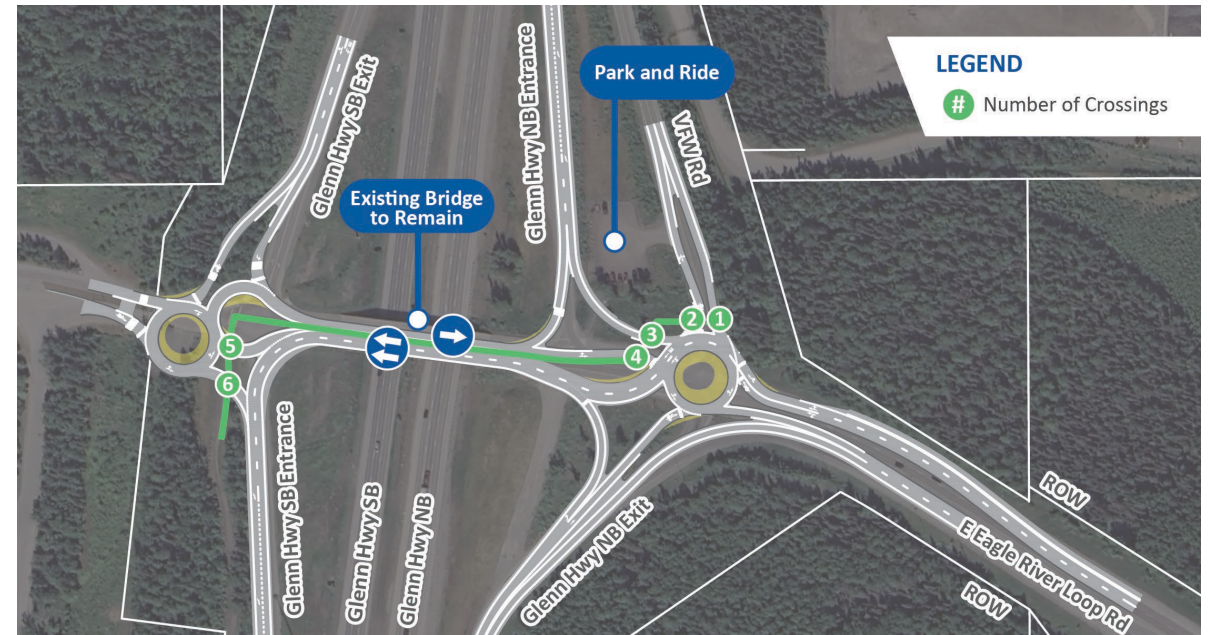 LEGEND
# Number of Crossings
Park and Ride
Existing Bridge
to Remain
Glenn Hwy SB Exit
Glenn Hwy NB Entrance
VFW Rd
1
2
3
4
5
6
Glenn Hwy SB Entrance
Glenn Hwy SB
Glenn Hwy NB
Glenn Hwy NB Exit
E Eagle River Loop Rd
ROW
ROW